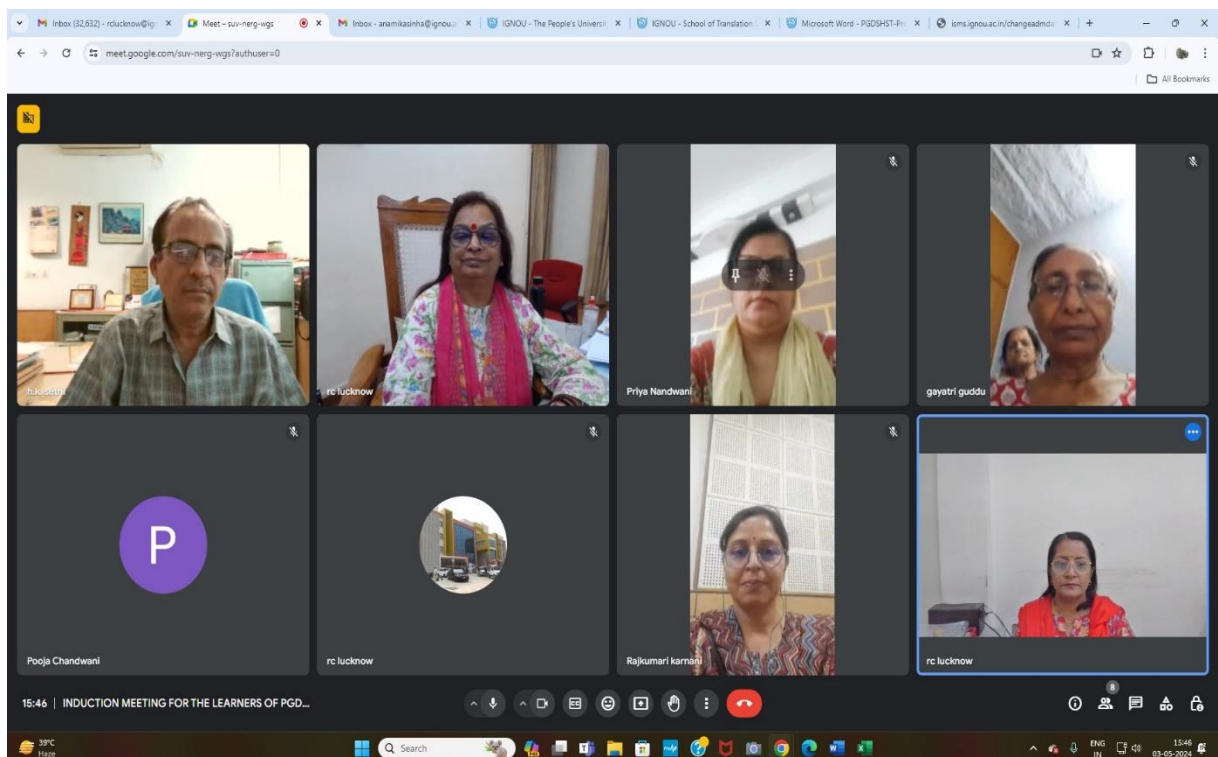 Inbox (32,632) - rclucknow@ig
Meet – suv-nerg-wgs
Inbox - anamikasinha@ignou.a
IGNOU - The People's Universit
IGNOU - School of Translation
Microsoft Word - PGDSHST-Pr
isms.ignou.ac.in/changeadmda
meet.google.com/suv-nerg-wgs?authuser=0
All Bookmarks
h.k. sethi
rc lucknow
Priya Nandwani
gayatri guddu
P
Pooja Chandwani
rc lucknow
Rajkumari karnani
rc lucknow
15:46 | INDUCTION MEETING FOR THE LEARNERS OF PGD...
8
39°C
Haze
Search
ENG
IN
15:46
03-05-2024